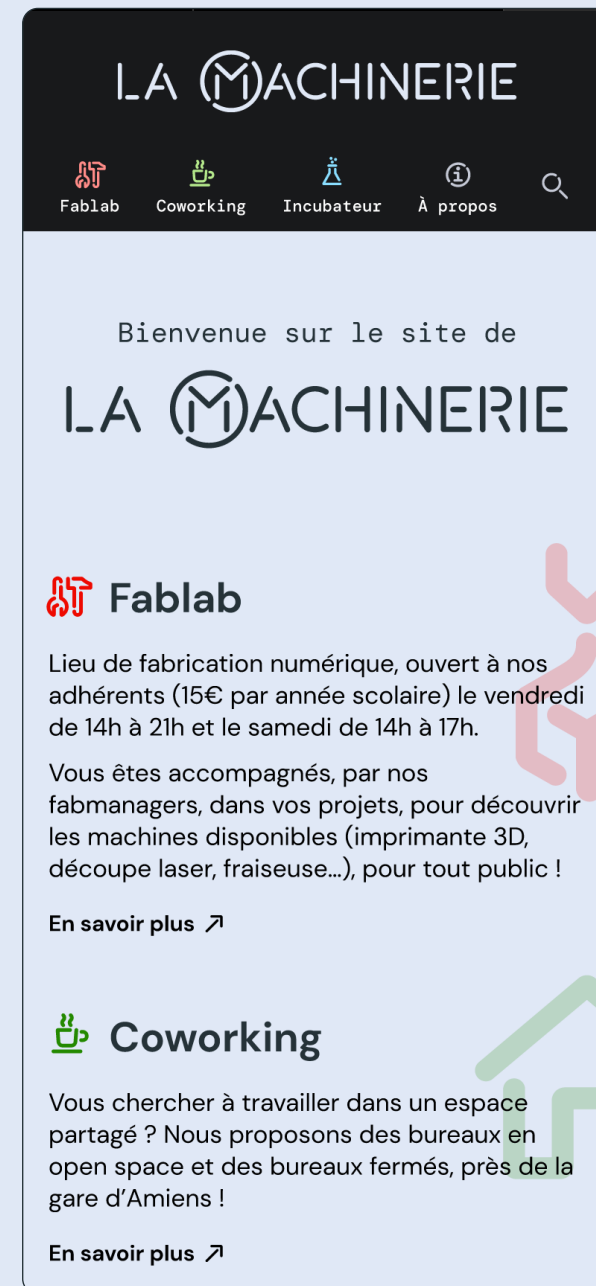 LA MACHINERIE
Fablab Coworking Incubateur À propos
Bienvenue sur le site de
LA MACHINERIE
Fablab
Lieu de fabrication numérique, ouvert à nos
adhérents (15€ par année scolaire) le vendredi
de 14h à 21h et le samedi de 14h à 17h.
Vous êtes accompagnés, par nos
fabmanagers, dans vos projets, pour découvrir
les machines disponibles (imprimante 3D,
découpe laser, fraiseuse…), pour tout public !
En savoir plus
Coworking
Vous chercher à travailler dans un espace
partagé ? Nous proposons des bureaux en
open space et des bureaux fermés, près de la
gare d’Amiens !
En savoir plus